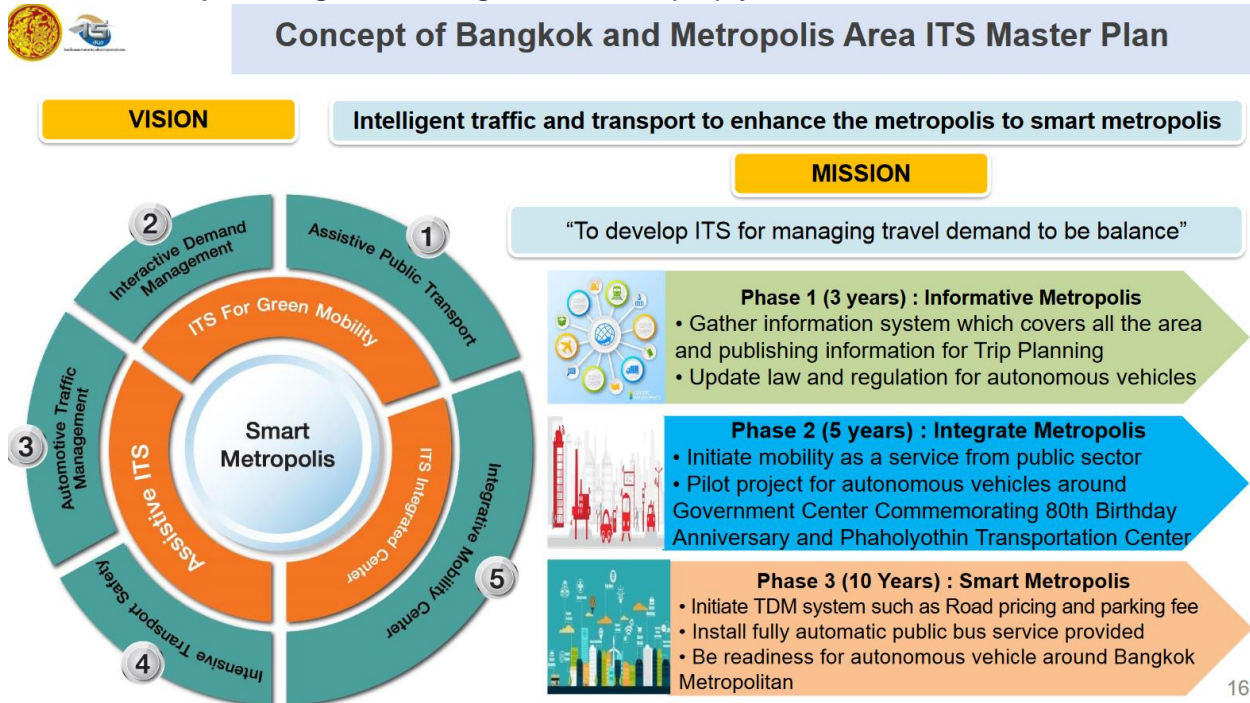 Concept of Bangkok and Metropolis Area ITS Master Plan
VISION
Intelligent traffic and transport to enhance the metropolis to smart metropolis
MISSION
“To develop ITS for managing travel demand to be balance”
1
Assistive Public Transport
2
Interactive Demand
Management
3
Automotive Traffic
Management
4
Intensive Transport Safety
5
Integrative Mobility Center
ITS For Green Mobility
Assistive ITS
ITS Integrated Center
Smart
Metropolis
Phase 1 (3 years) : Informative Metropolis
• Gather information system which covers all the area
and publishing information for Trip Planning
• Update law and regulation for autonomous vehicles
Phase 2 (5 years) : Integrate Metropolis
• Initiate mobility as a service from public sector
• Pilot project for autonomous vehicles around
Government Center Commemorating 80th Birthday
Anniversary and Phaholyothin Transportation Center
Phase 3 (10 Years) : Smart Metropolis
• Initiate TDM system such as Road pricing and parking fee
• Install fully automatic public bus service provided
• Be readiness for autonomous vehicle around Bangkok
Metropolitan
16